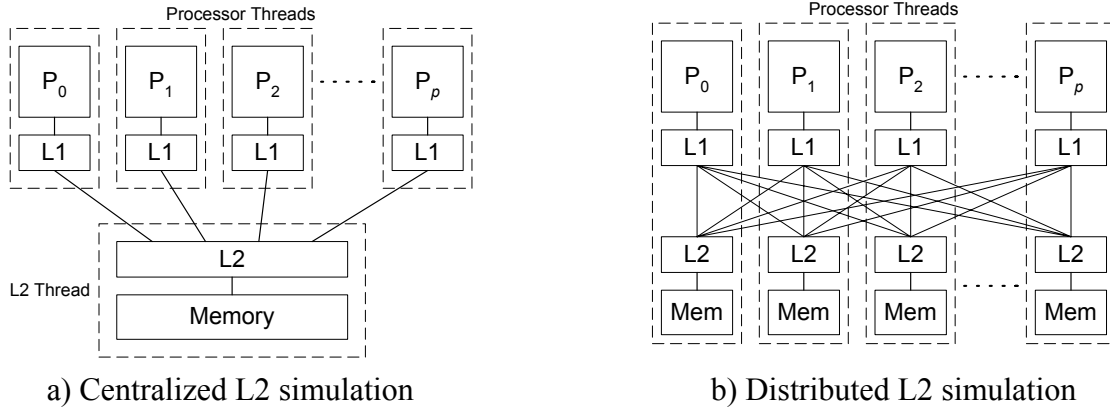 Processor Threads
P0 P1 P2 Pp
L1 L1 L1 L1
L2
L2 Thread
Memory
a) Centralized L2 simulation
Processor Threads
P0 P1 P2 Pp
L1 L1 L1 L1
L2 L2 L2 L2
Mem Mem Mem Mem
b) Distributed L2 simulation